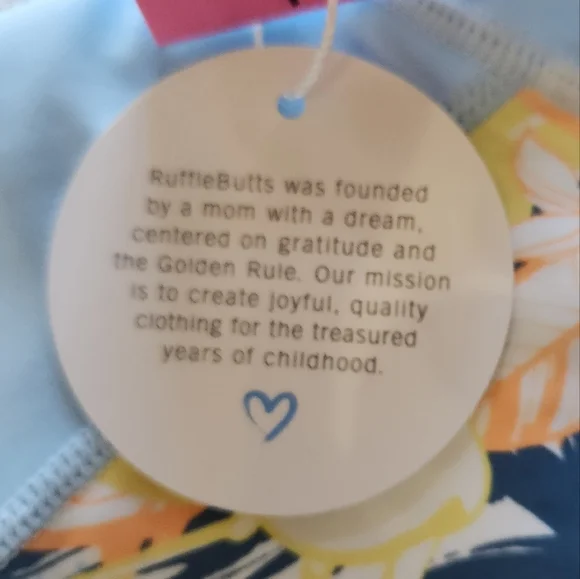 RuffleButts was founded
by a mom with a dream,
centered on gratitude and
the Golden Rule. Our mission
is to create joyful, quality
clothing for the treasured
years of childhood.